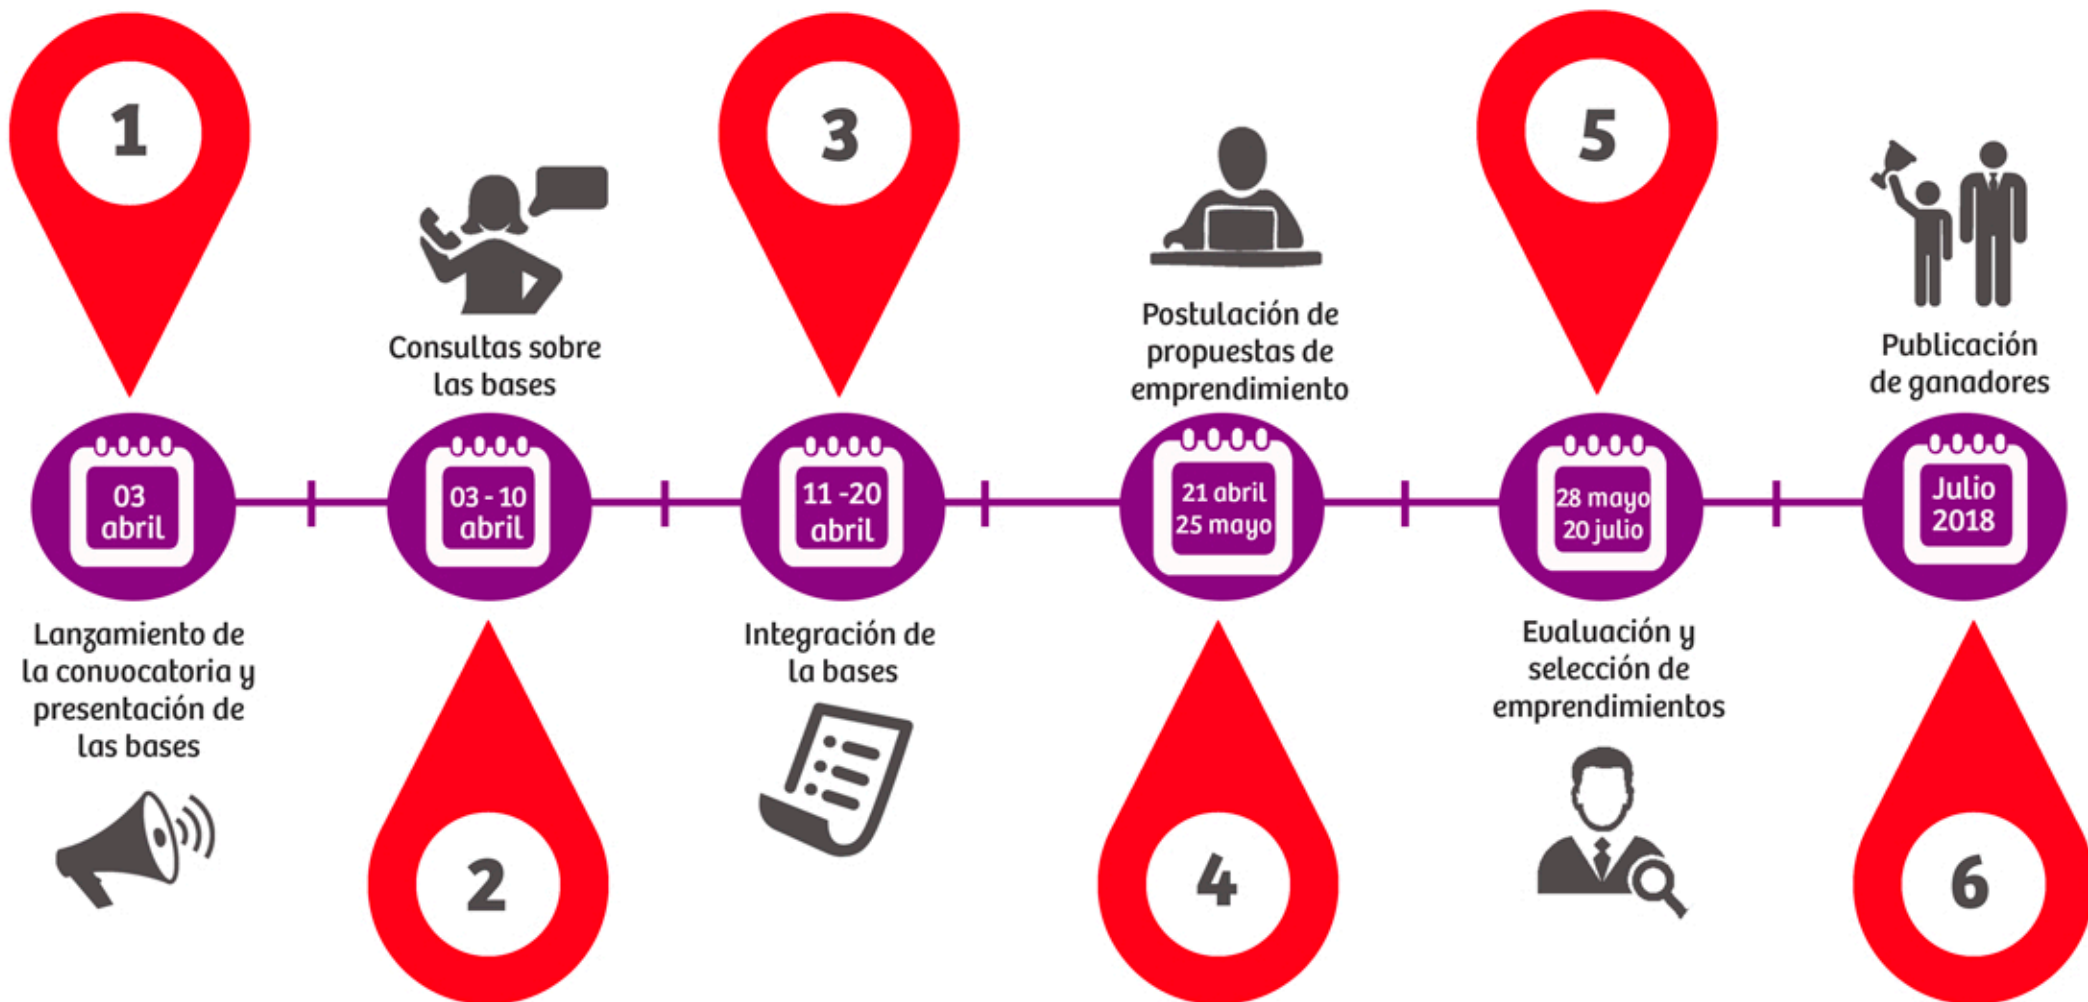 1
03
abril
Lanzamiento de
la convocatoria y
presentación de
las bases
Consultas sobre
las bases
03 - 10
abril
2
3
11 -20
abril
Integración de
la bases
Postulación de
propuestas de
emprendimiento
21 abril
25 mayo
4
5
28 mayo
20 julio
Evaluación y
selección de
emprendimientos
Publicación
de ganadores
Julio
2018
6